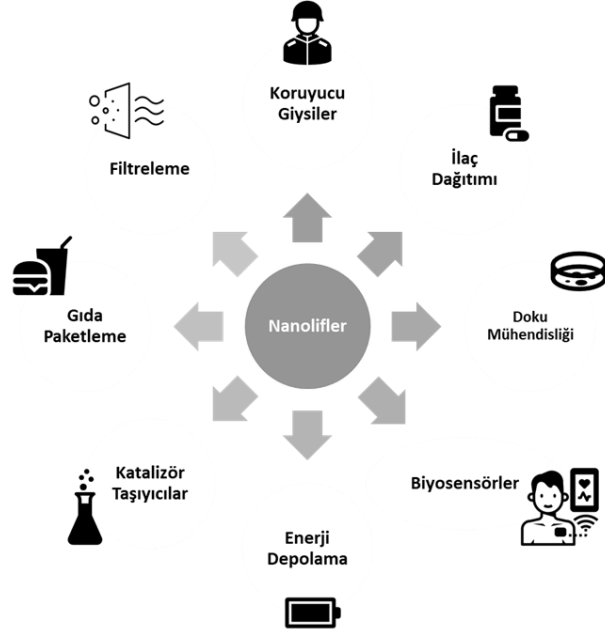 Koruyucu
Giysiler
Filtreleme
İlaç
Dağıtımı
Gıda
Paketleme
Nanolifler
Doku
Mühendisliği
Katalizör
Taşıyıcılar
Biyosensörler
Enerji
Depolama